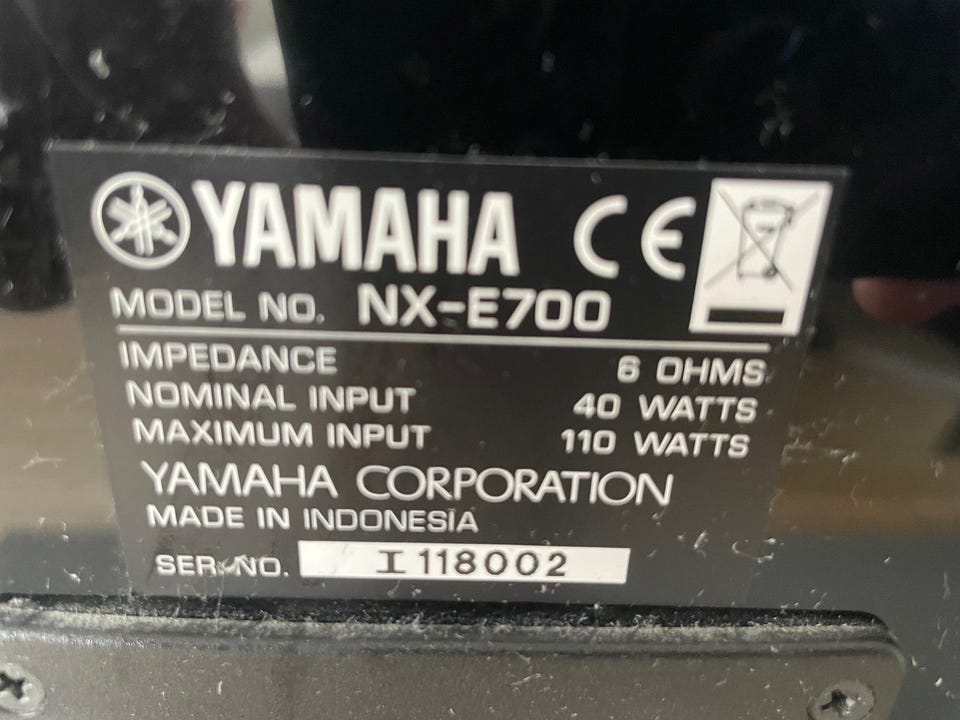 YAMAHA CE
MODEL NO. NX-E700
IMPEDANCE 6 OHMS
NOMINAL INPUT 40 WATTS
MAXIMUM INPUT 110 WATTS
YAMAHA CORPORATION
MADE IN INDONESIA
SER. NO. I 118002